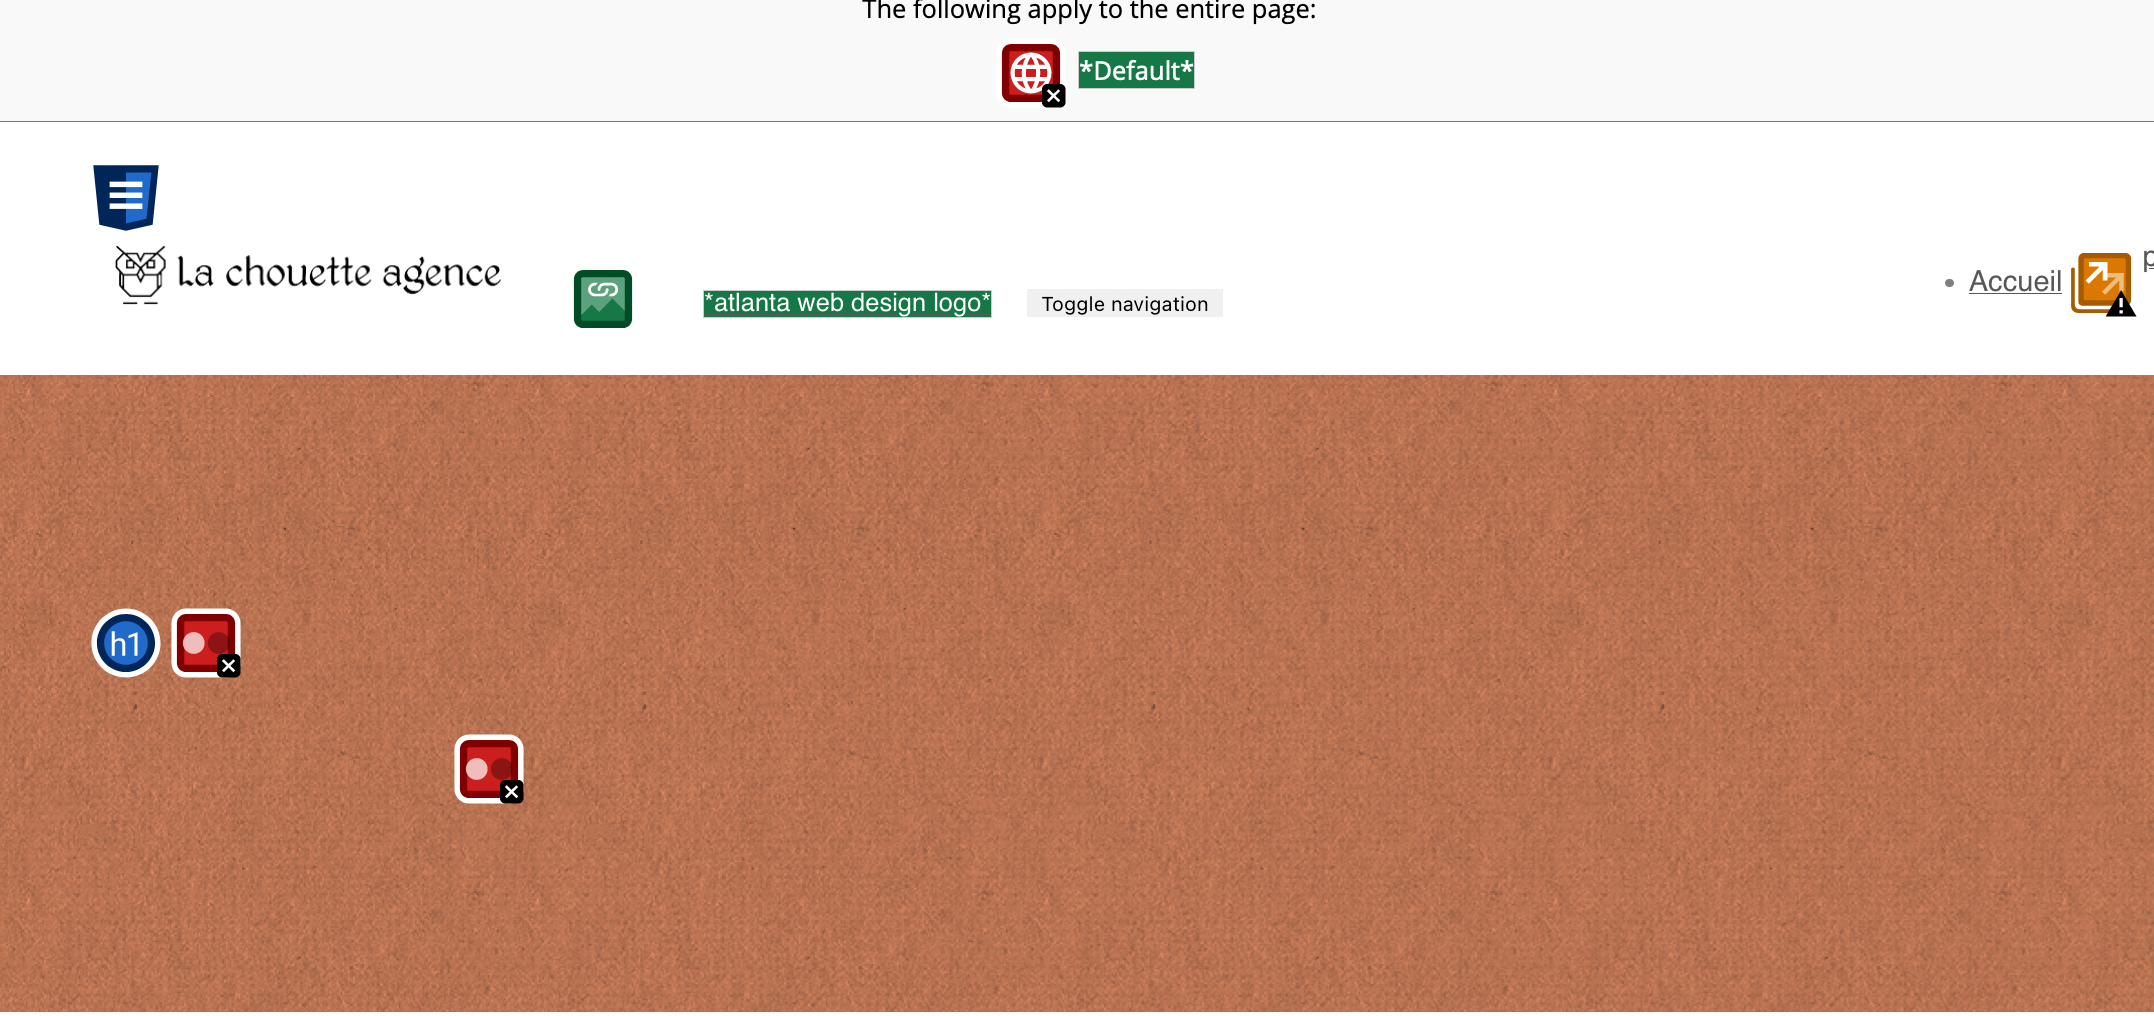 The following apply to the entire page:
*Default*
La chouette agence
*atlanta web design logo*
Toggle navigation
Accueil
h1